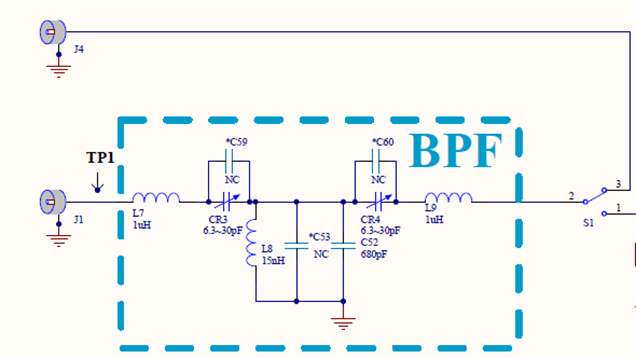 J4
BPF
*C59
*C60
TP1
NC
NC
3
2
1
J1
L7
1uH
CR3
6.3~30pF
L8
15nH
*C53
NC
CR4
6.3~30pF
C52
680pF
L9
1uH
S1